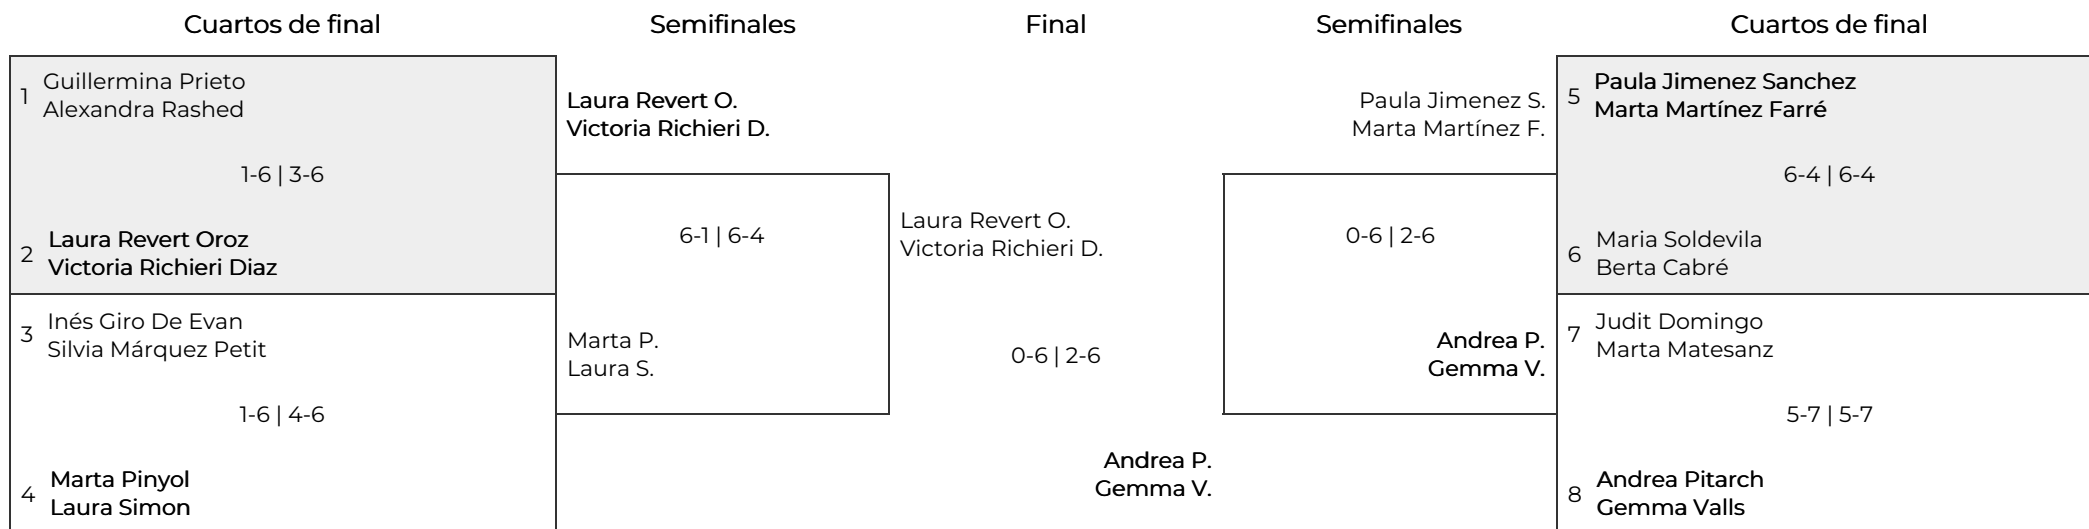 Cuartos de final
Semifinales
Final
Semifinales
Cuartos de final
1
Guillermina Prieto
Alexandra Rashed
1-6 | 3-6
2
Laura Revert Oroz
Victoria Richieri Diaz
3
Inés Giro De Evan
Silvia Márquez Petit
1-6 | 4-6
4
Marta Pinyol
Laura Simon
Laura Revert O.
Victoria Richieri D.
6-1 | 6-4
Marta P.
Laura S.
Laura Revert O.
Victoria Richieri D.
0-6 | 2-6
Andrea P.
Gemma V.
Paula Jimenez S.
Marta Martínez F.
0-6 | 2-6
Andrea P.
Gemma V.
5
Paula Jimenez Sanchez
Marta Martínez Farré
6-4 | 6-4
6
Maria Soldevila
Berta Cabré
7
Judit Domingo
Marta Matesanz
5-7 | 5-7
8
Andrea Pitarch
Gemma Valls